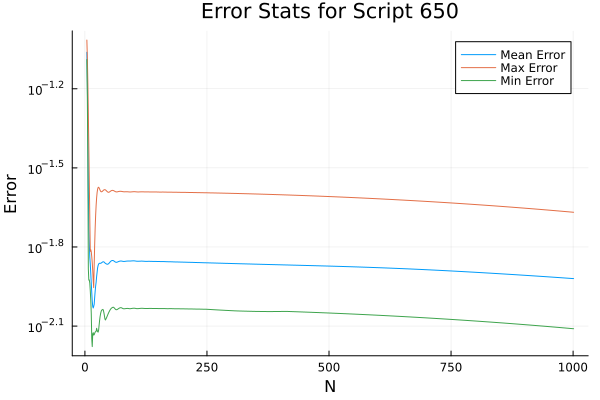 Error Stats for Script 650
Mean Error
Max Error
Min Error
10^−1.2
10^−1.5
10^−1.8
10^−2.1
Error
0
250
500
750
1000
N